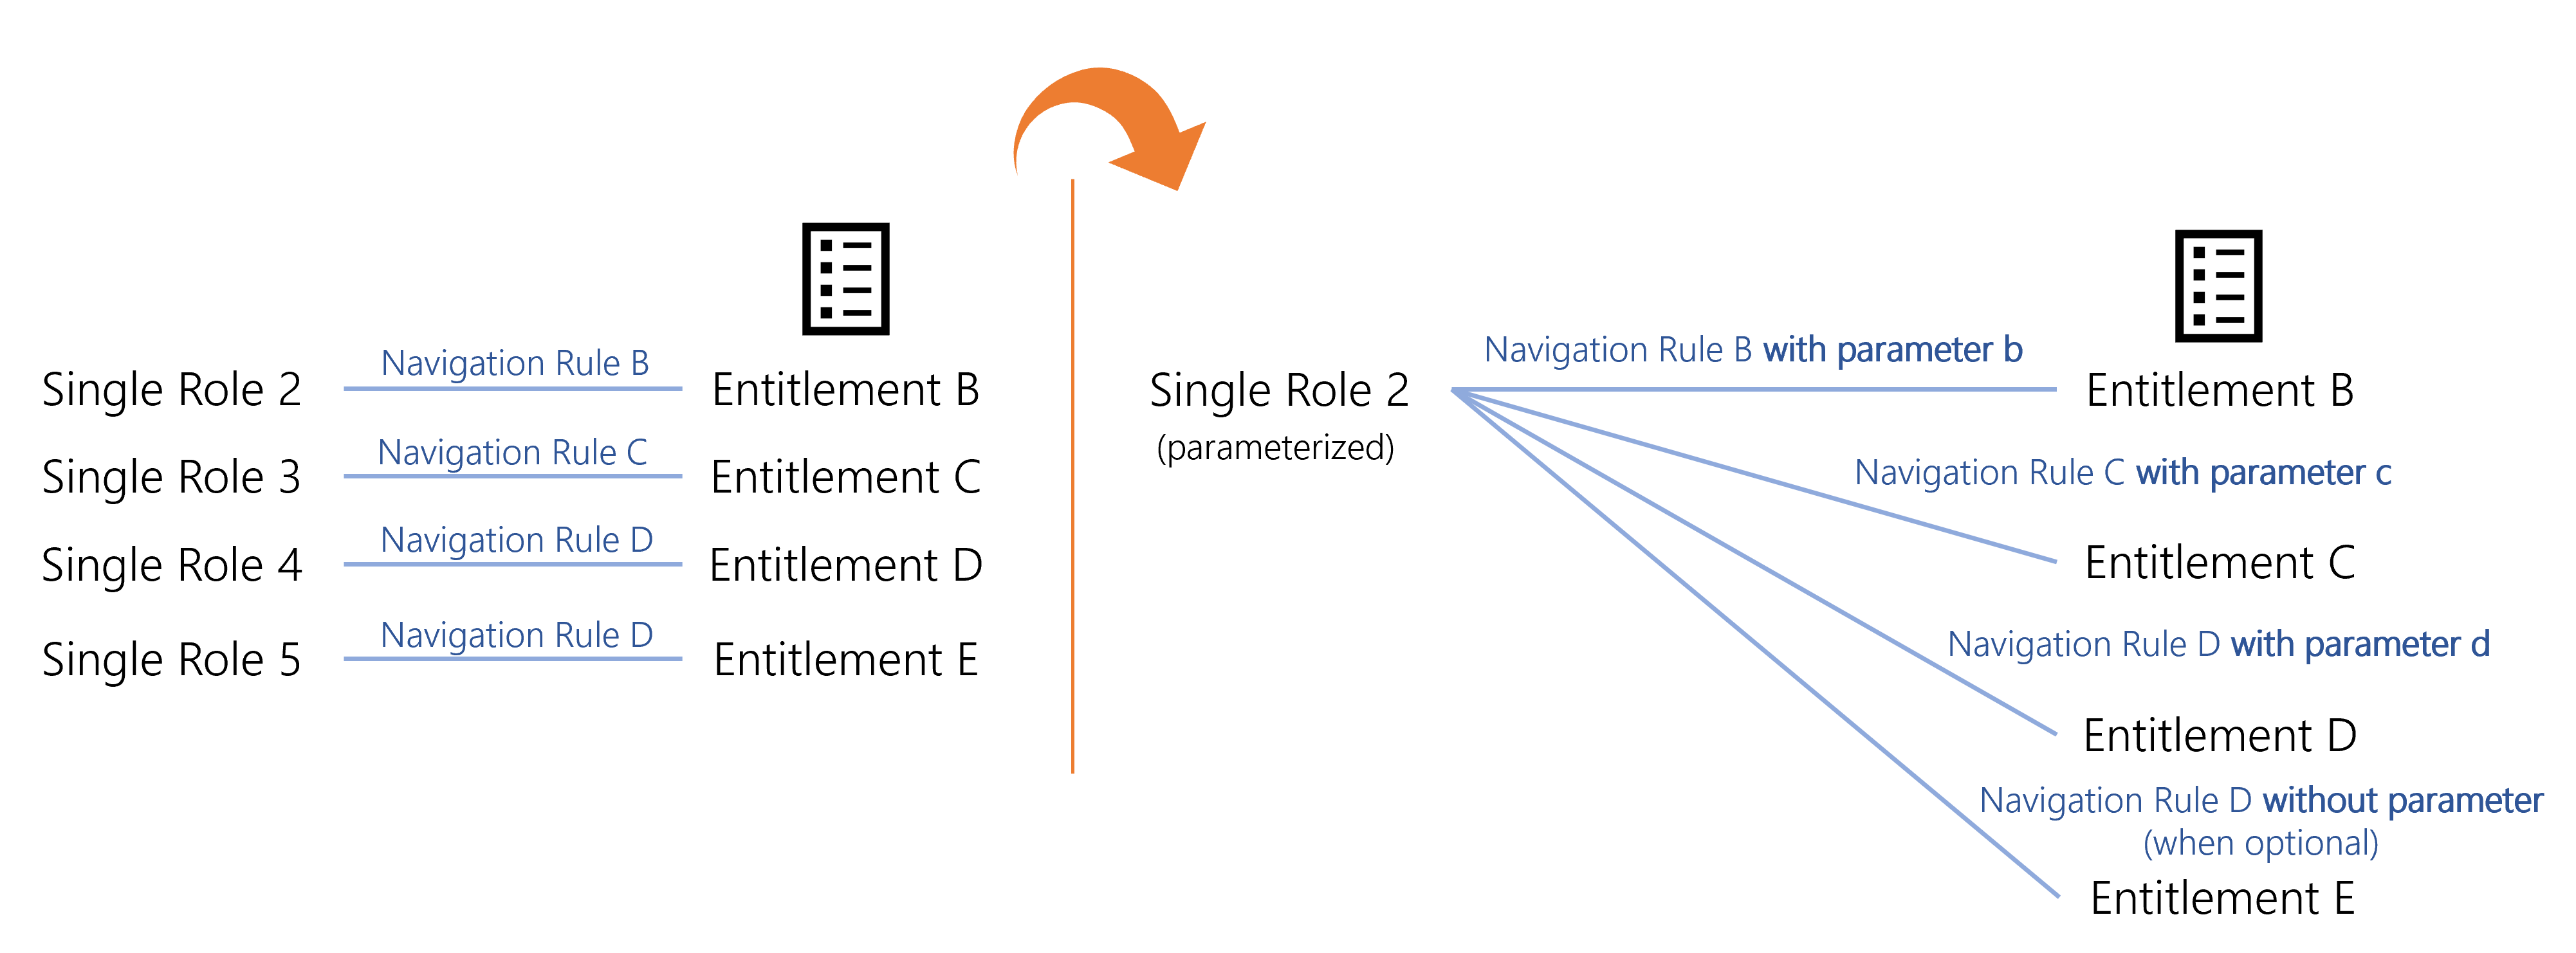 Navigation Rule B
Single Role 2
Entitlement B
Navigation Rule C
Single Role 3
Entitlement C
Navigation Rule D
Single Role 4
Entitlement D
Navigation Rule D
Single Role 5
Entitlement E
Navigation Rule B with parameter b
Single Role 2
(parameterized)
Entitlement B
Navigation Rule C with parameter c
Entitlement C
Navigation Rule D with parameter d
Entitlement D
Navigation Rule D without parameter
(when optional)
Entitlement E